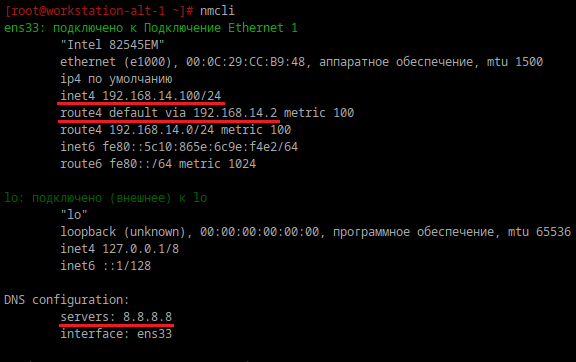 [root@workstation-alt-1 ~]# nmcli
ens33: подключено к Подключение Ethernet 1
"Intel 82545EM"
ethernet (e1000), 00:0C:29:CC:B9:48, аппаратное обеспечение, mtu 1500
ip4 по умолчанию
inet4 192.168.14.100/24
route4 default via 192.168.14.2 metric 100
route4 192.168.14.0/24 metric 100
inet6 fe80::5c10:865e:6c9e:f4e2/64
route6 fe80::/64 metric 1024
lo: подключено (внешнее) к lo
"lo"
loopback (unknown), 00:00:00:00:00:00, программное обеспечение, mtu 65536
inet4 127.0.0.1/8
inet6 ::1/128
DNS configuration:
servers: 8.8.8.8
interface: ens33